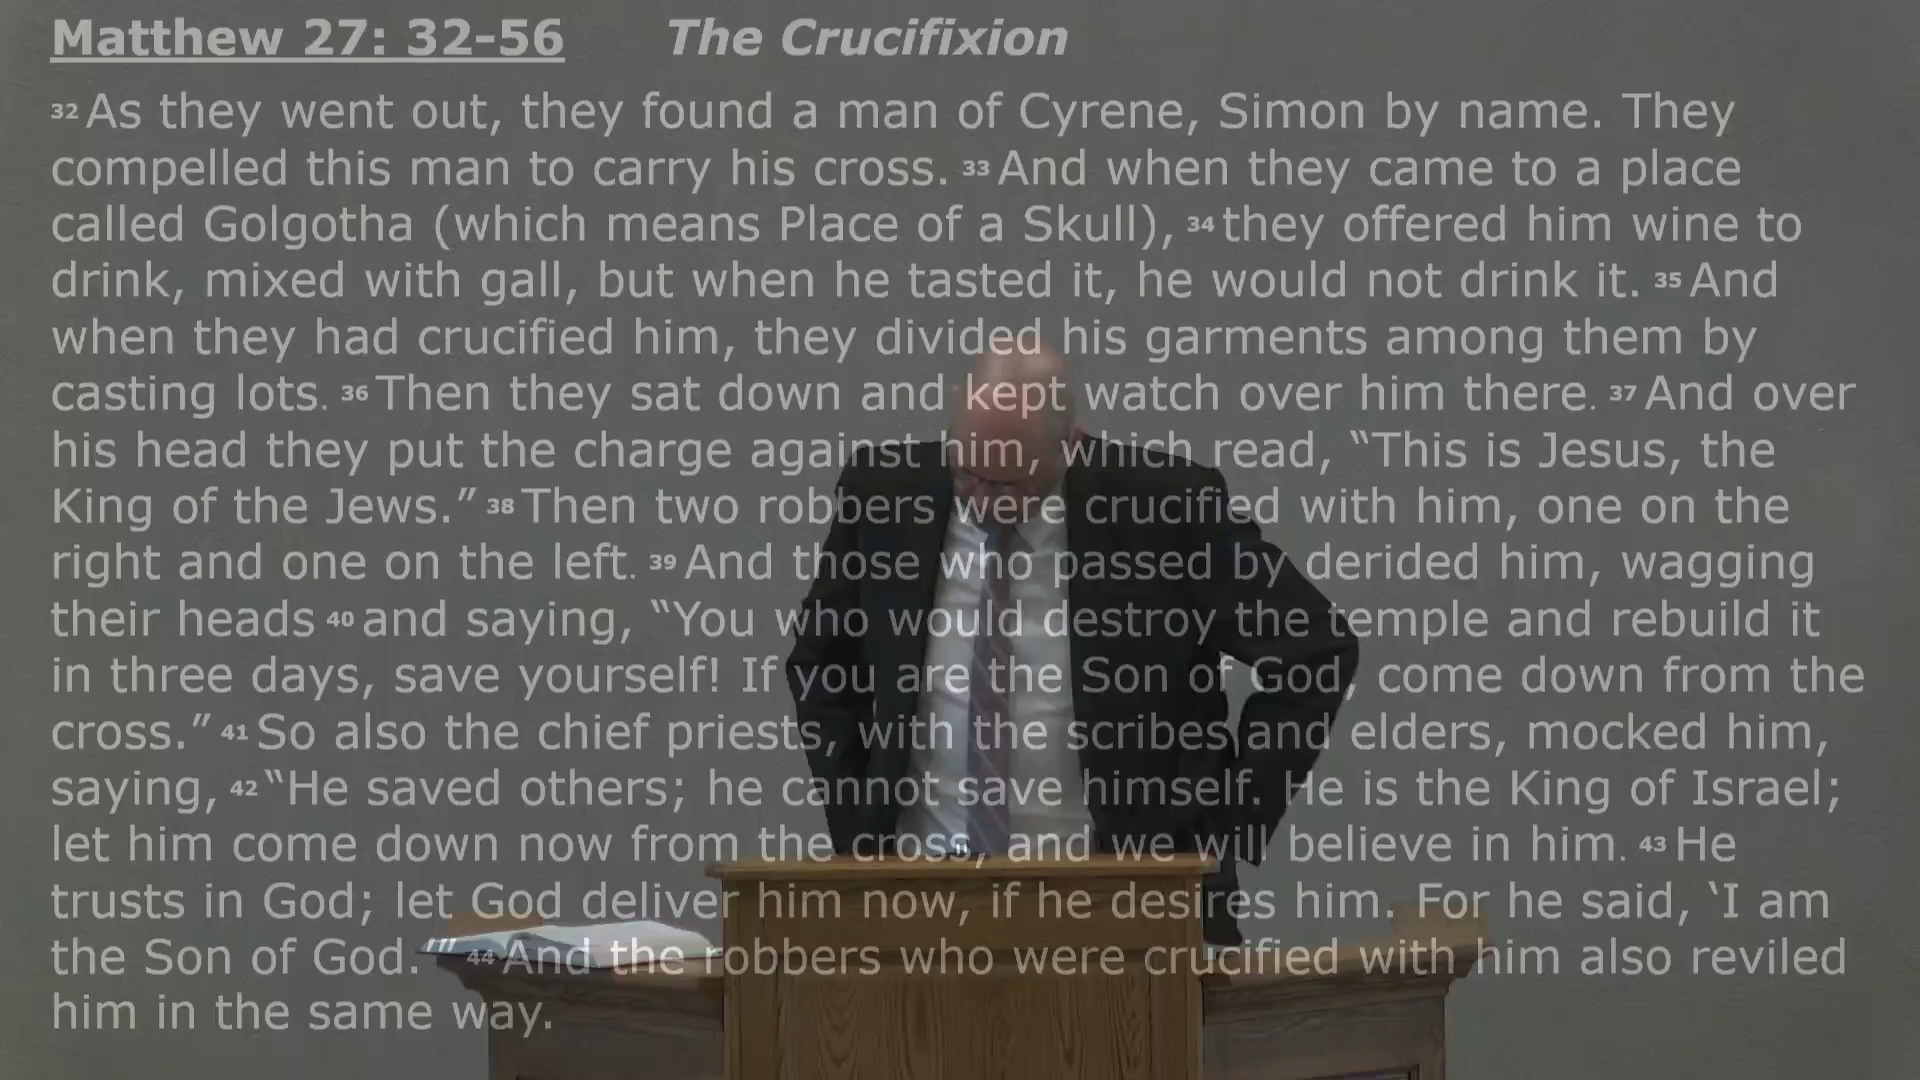 Matthew 27: 32-56 The Crucifixion
32 As they went out, they found a man of Cyrene, Simon by name. They
compelled this man to carry his cross. 33 And when they came to a place
called Golgotha (which means Place of a Skull), 34 they offered him wine to
drink, mixed with gall, but when he tasted it, he would not drink it. 35 And
when they had crucified him, they divided his garments among them by
casting lots. 36 Then they sat down and kept watch over him there. 37 And over
his head they put the charge against him, which read, “This is Jesus, the
King of the Jews.” 38 Then two robbers were crucified with him, one on the
right and one on the left. 39 And those who passed by derided him, wagging
their heads 40 and saying, “You who would destroy the temple and rebuild it
in three days, save yourself! If you are the Son of God, come down from the
cross.” 41 So also the chief priests, with the scribes and elders, mocked him,
saying, 42 “He saved others; he cannot save himself. He is the King of Israel;
let him come down now from the cross, and we will believe in him. 43 He
trusts in God; let God deliver him now, if he desires him. For he said, ‘I am
the Son of God.’” 44 And the robbers who were crucified with him also reviled
him in the same way.